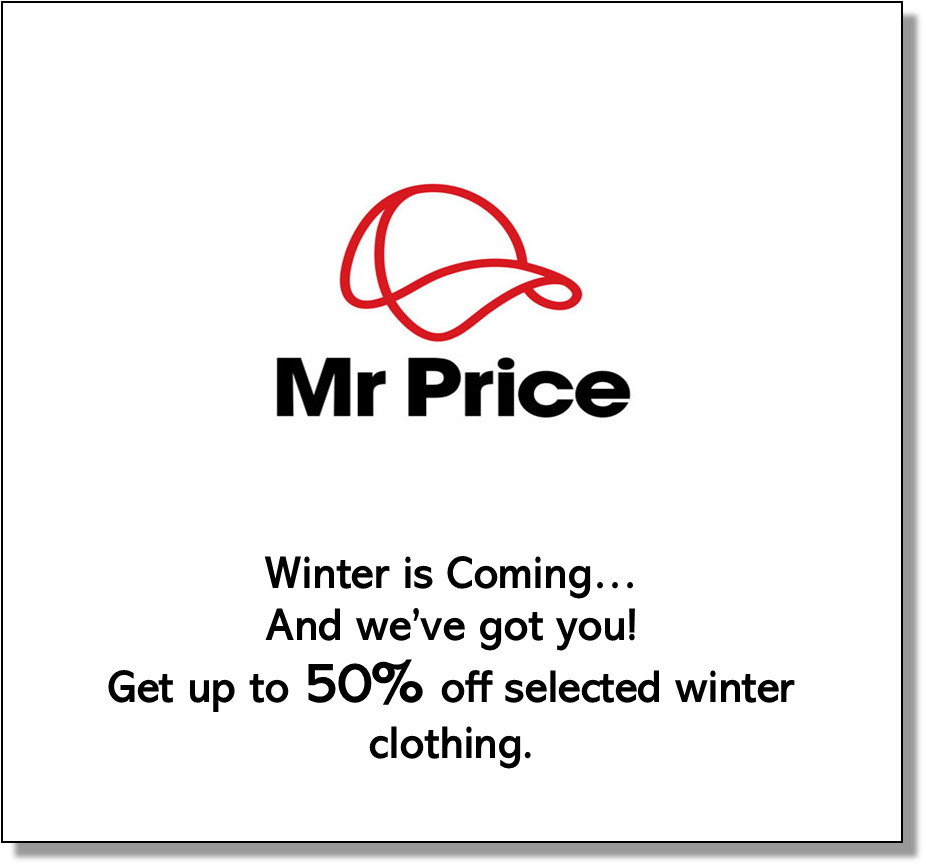 Mr Price
Winter is Coming...
And we’ve got you!
Get up to 50% off selected winter
clothing.